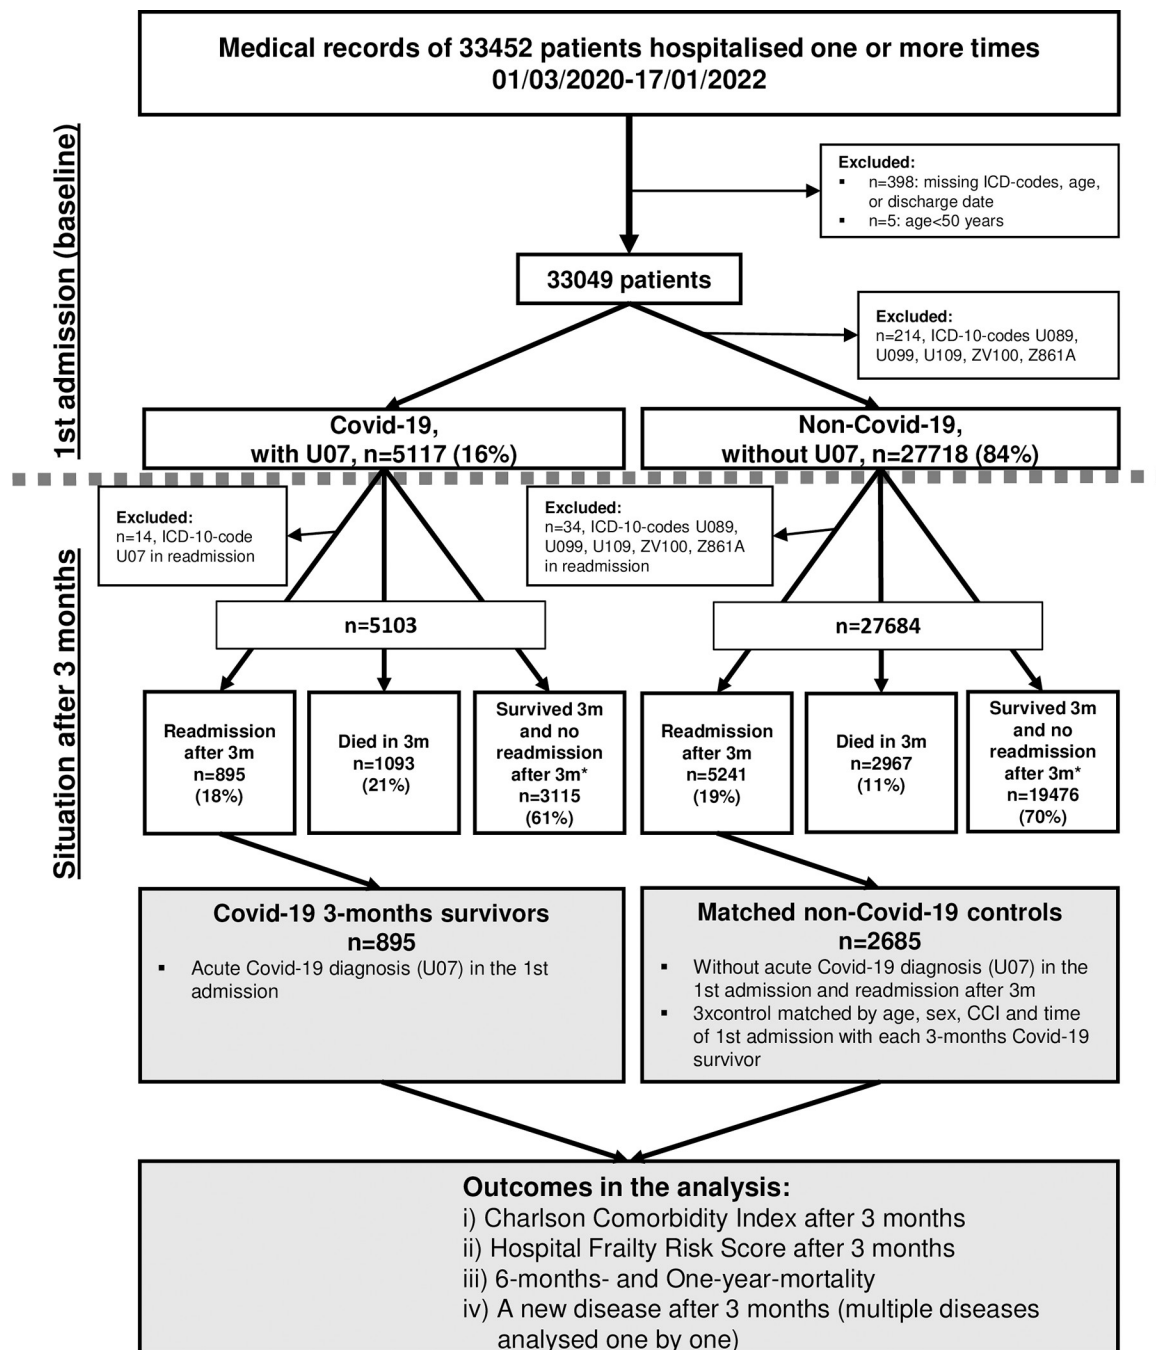 Medical records of 33452 patients hospitalised one or more times
01/03/2020-17/01/2022
1st admission (baseline)
Excluded:
▪ n=398: missing ICD-codes, age,
or discharge date
▪ n=5: age<50 years
33049 patients
Excluded:
n=214, ICD-10-codes U089,
U099, U109, ZV100, Z861A
Covid-19,
with U07, n=5117 (16%)
Non-Covid-19,
without U07, n=27718 (84%)
Situation after 3 months
Excluded:
n=14, ICD-10-code
U07 in readmission
Excluded:
n=34, ICD-10-codes U089,
U099, U109, ZV100, Z861A
in readmission
n=5103
n=27684
Readmission
after 3m
n=895
(18%)
Died in 3m
n=1093
(21%)
Survived 3m
and no
readmission
after 3m*
n=3115
(61%)
Readmission
after 3m
n=5241
(19%)
Died in 3m
n=2967
(11%)
Survived 3m
and no
readmission
after 3m*
n=19476
(70%)
Covid-19 3-months survivors
n=895
▪ Acute Covid-19 diagnosis (U07) in the 1st
admission
Matched non-Covid-19 controls
n=2685
▪ Without acute Covid-19 diagnosis (U07) in the
1st admission and readmission after 3m
▪ 3xcontrol matched by age, sex, CCI and time
of 1st admission with each 3-months Covid-19
survivor
Outcomes in the analysis:
i) Charlson Comorbidity Index after 3 months
ii) Hospital Frailty Risk Score after 3 months
iii) 6-months- and One-year-mortality
iv) A new disease after 3 months (multiple diseases
analysed one by one)